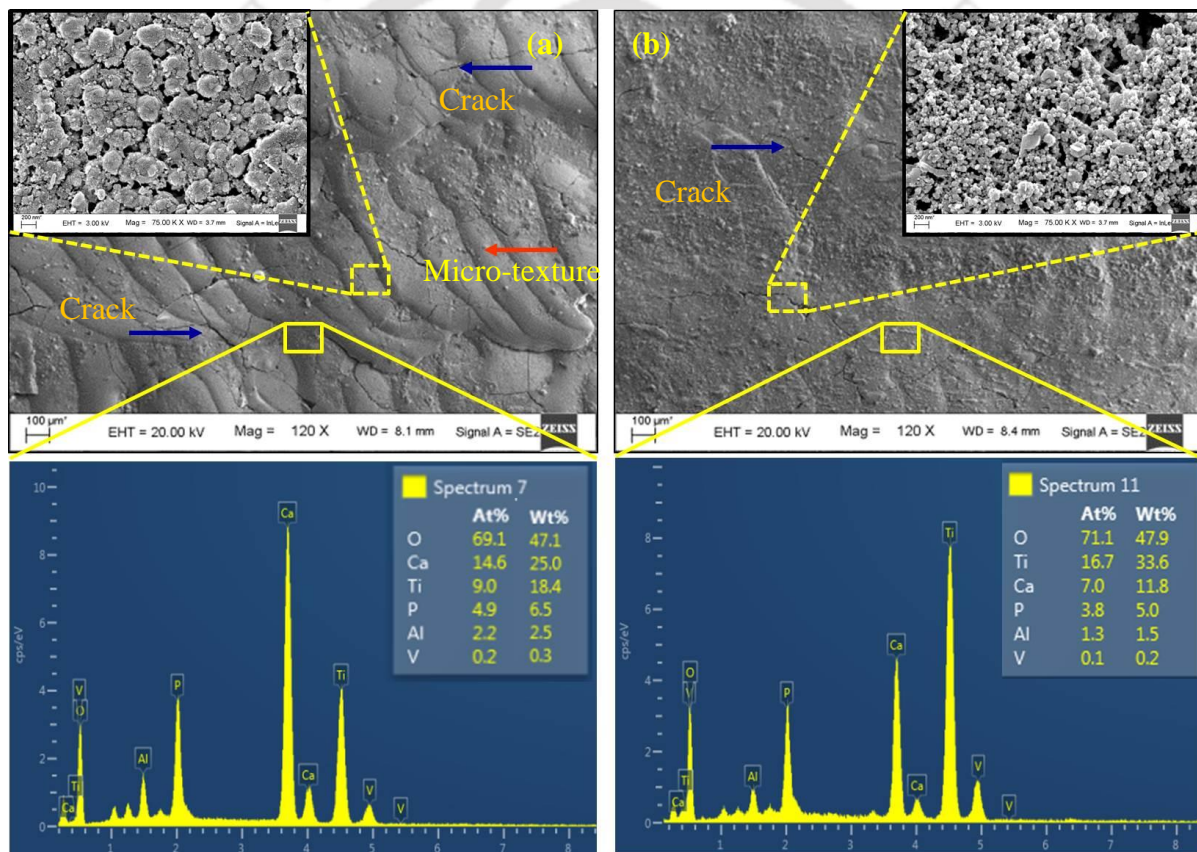 (a)
Crack
Micro-texture
Crack
200 nm
EHT = 3.00 kV Mag = 75.00 K X WD = 3.7 mm Signal A = InLe
100 µm
EHT = 20.00 kV Mag = 120 X WD = 8.1 mm Signal A = SE2 ZEISS
(b)
Crack
200 nm
EHT = 3.00 kV Mag = 75.00 K X WD = 3.7 mm Signal A = InLe
100 µm
EHT = 20.00 kV Mag = 120 X WD = 8.4 mm Signal A = SE2 ZEISS
Spectrum 7
At% Wt%
O 69.1 47.1
Ca 14.6 25.0
Ti 9.0 18.4
P 4.9 6.5
Al 2.2 2.5
V 0.2 0.3
cps/eV
10
8
6
4
2
0
Ca
Ti
V
O
Al
P
Ca
Ca
Ti
V
V
1 2 3 4 5 6 7 8
Spectrum 11
At% Wt%
O 71.1 47.9
Ti 16.7 33.6
Ca 7.0 11.8
P 3.8 5.0
Al 1.3 1.5
V 0.1 0.2
cps/eV
8
6
4
2
0
Ca
Ti
O
V
Al
P
Ca
Ca
Ti
V
V
1 2 3 4 5 6 7 8